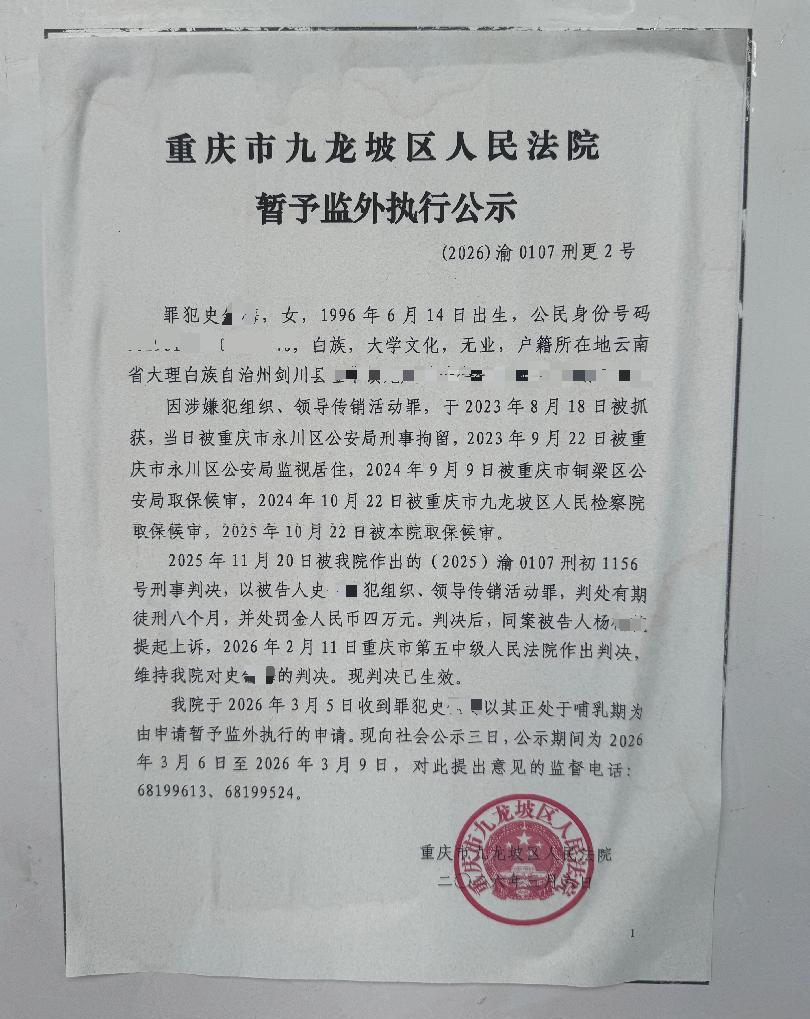 重庆市九龙坡区人民法院
暂予监外执行公示
(2026)渝0107刑更2号
罪犯史，女，1996年6月14日出生，公民身份号码
，白族，大学文化，无业，户籍所在地云南
省大理白族自治州剑川县
因涉嫌犯组织、领导传销活动罪，于2023年8月18日被抓
获，当日被重庆市永川区公安局刑事拘留，2023年9月22日被重
庆市永川区公安局监视居住，2024年9月9日被重庆市铜梁区公
安局取保候审，2024年10月22日被重庆市九龙坡区人民检察院
取保候审，2025年10月22日被本院取保候审。
2025年11月20日被我院作出的（2025）渝0107刑初1156
号刑事判决，以被告人史犯组织、领导传销活动罪，判处有期
徒刑八个月，并处罚金人民币四万元。判决后，同案被告人杨
提起上诉，2026年2月11日重庆市第五中级人民法院作出判决，
维持我院对史的判决。现判决已生效。
我院于2026年3月5日收到罪犯史以其正处于哺乳期为
由申请暂予监外执行的申请。现向社会公示三日，公示期间为2026
年3月6日至2026年3月9日，对此提出意见的监督电话：
68199613、68199524。
重庆市九龙坡区人民法院
二〇六年月日
重庆市九龙坡区人民法院
1